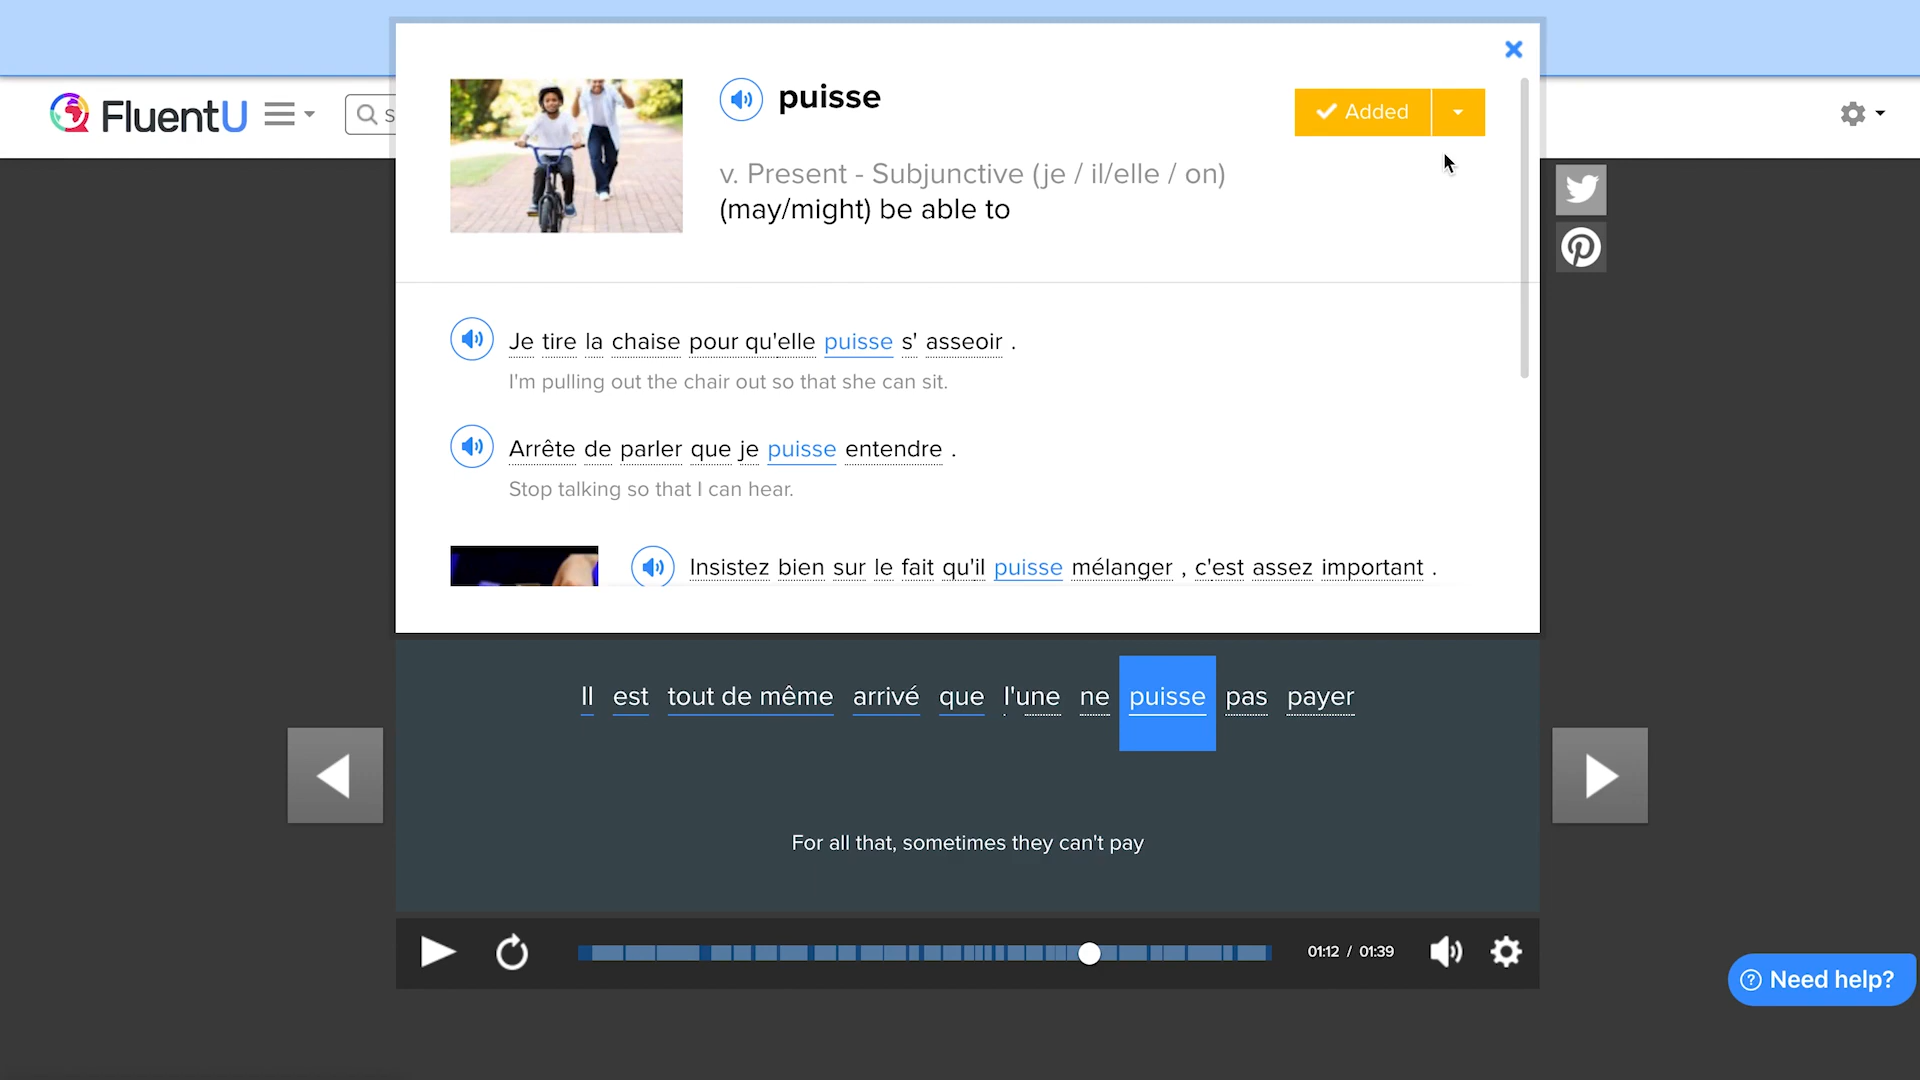 FluentU
s
puisse
Added
v. Present - Subjunctive (je / il/elle / on)
(may/might) be able to
Je tire la chaise pour qu'elle puisse s' asseoir .
I'm pulling out the chair out so that she can sit.
Arrête de parler que je puisse entendre .
Stop talking so that I can hear.
Insistez bien sur le fait qu'il puisse mélanger , c'est assez important .
Il est tout de même arrivé que l'une ne puisse pas payer
For all that, sometimes they can't pay
01:12 / 01:39
Need help?